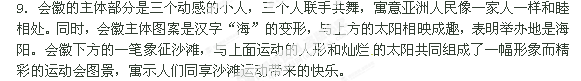 9．会徽的主体部分是三个动感的小人，三个人联手共舞，寓意亚洲人民像一家人一样和睦
相处。同时，会徽主体图案是汉字“海”的变形，与上方的太阳相映成趣，表明举办地是海
阳。会徽下方的一笔象征沙滩，与上面运动的人形和灿烂的太阳共同组成了一幅形象而精
彩的运动会图景，寓示人们同享沙滩运动带来的快乐。